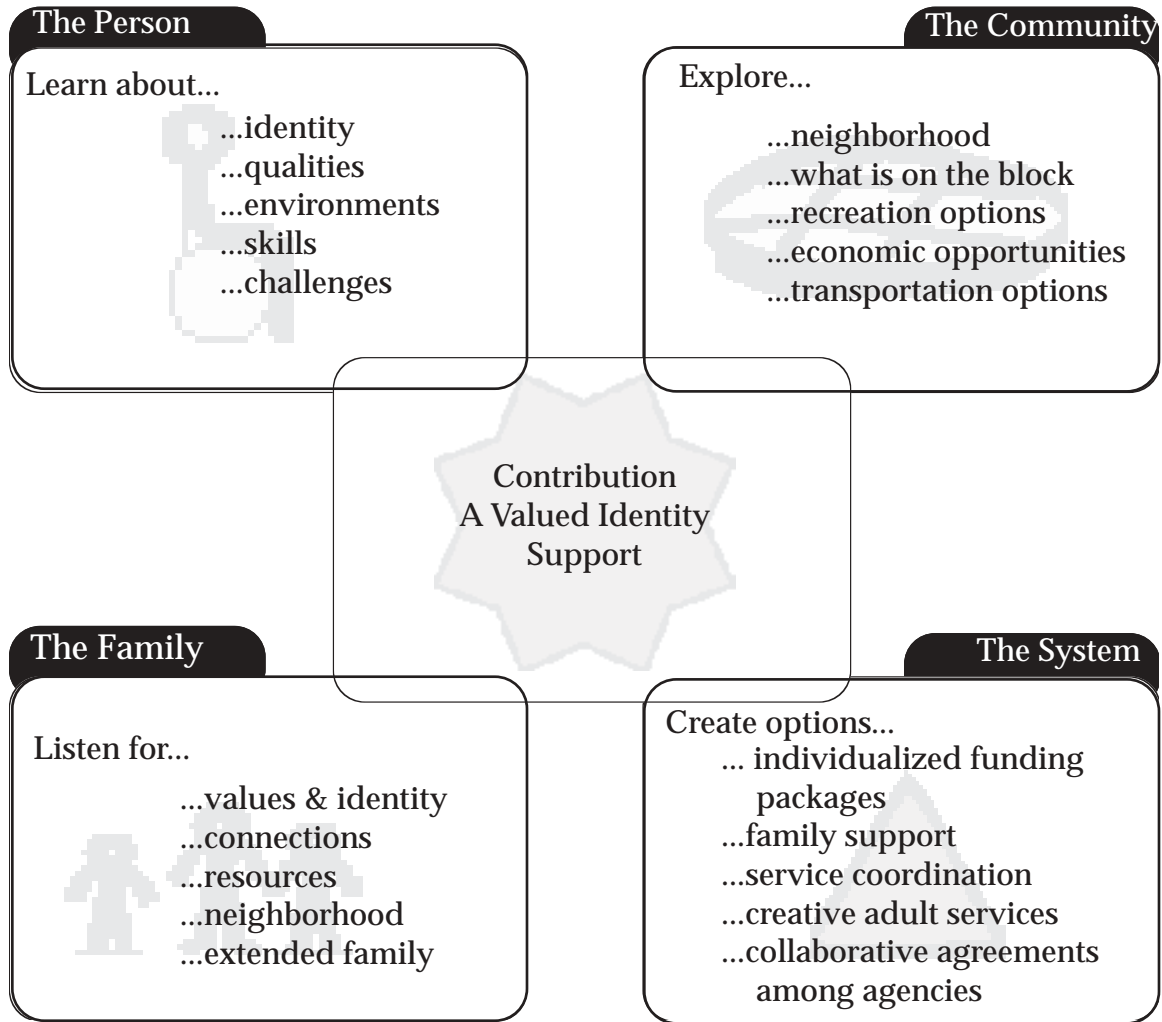 The Person
Learn about...
...identity
...qualities
...environments
...skills
...challenges
The Community
Explore...
...neighborhood
...what is on the block
...recreation options
...economic opportunities
...transportation options
Contribution
A Valued Identity
Support
The Family
Listen for...
...values & identity
...connections
...resources
...neighborhood
...extended family
The System
Create options...
... individualized funding
packages
...family support
...service coordination
...creative adult services
...collaborative agreements
among agencies